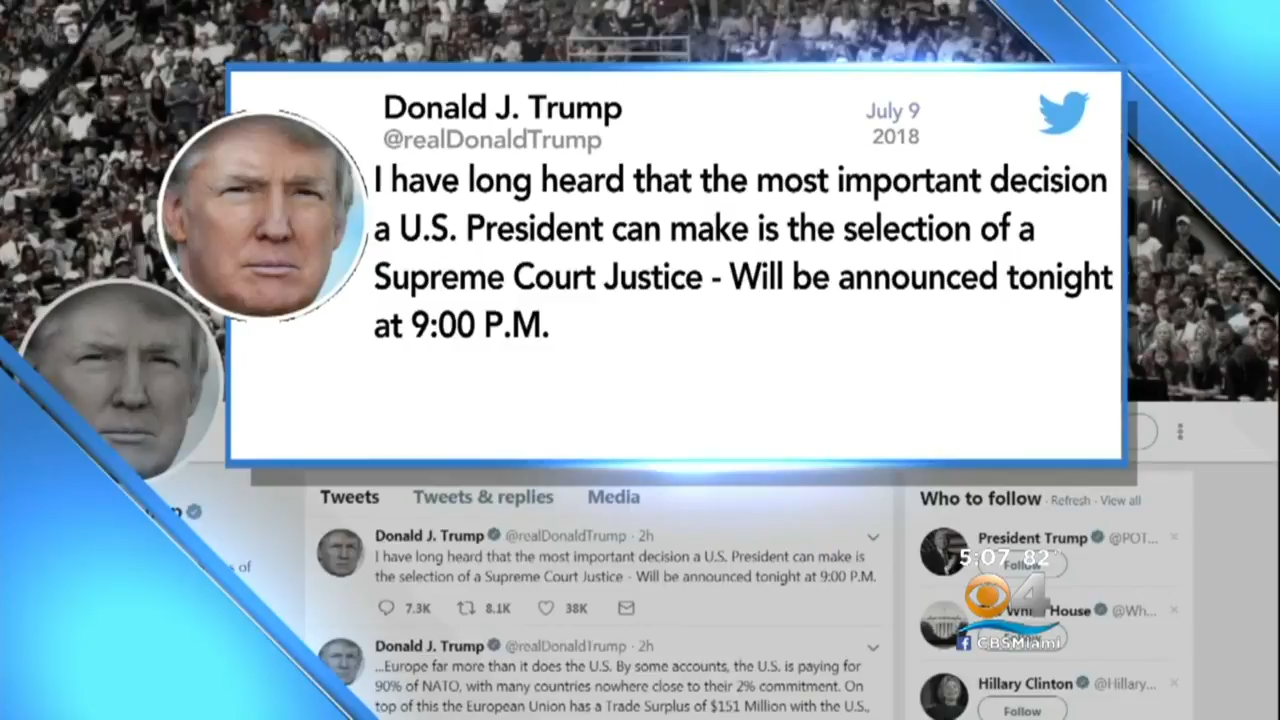 Donald J. Trump
@realDonaldTrump
July 9
2018
I have long heard that the most important decision
a U.S. President can make is the selection of a
Supreme Court Justice - Will be announced tonight
at 9:00 P.M.
Tweets Tweets & replies Media
Donald J. Trump @realDonaldTrump · 2h
I have long heard that the most important decision a U.S. President can make is
the selection of a Supreme Court Justice - Will be announced tonight at 9:00 P.M.
7.3K 8.1K 38K
Donald J. Trump @realDonaldTrump · 2h
...Europe far more than it does the U.S. By some accounts, the U.S. is paying for
90% of NATO, with many countries nowhere close to their 2% commitment. On
top of this the European Union has a Trade Surplus of $151 Million with the U.S.,
of
Who to follow · Refresh · View all
President Trump @POT...
Follow
House @Wh...
Hillary Clinton @Hillary...
Follow
5:07 82°
4
CBSMiami